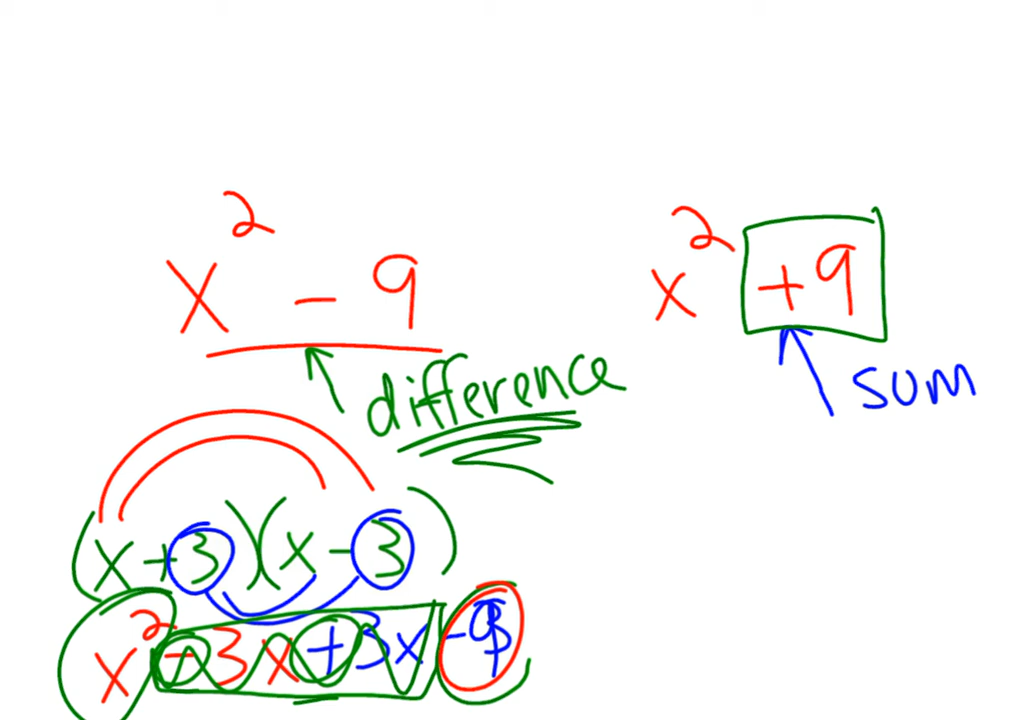 x² - 9
x² + 9
difference
sum
(x + 3)(x - 3)
x² - 3x + 3x - 9